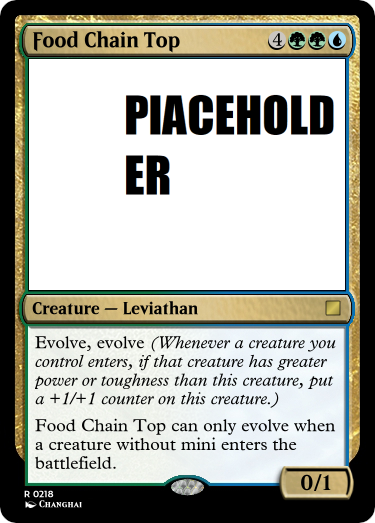 Food Chain Top 4
PIACEHOLD
ER
Creature — Leviathan
Evolve, evolve (Whenever a creature you
control enters, if that creature has greater
power or toughness than this creature, put
a +1/+1 counter on this creature.)
Food Chain Top can only evolve when
a creature without mini enters the
battlefield.
0/1
R 0218
Changhai